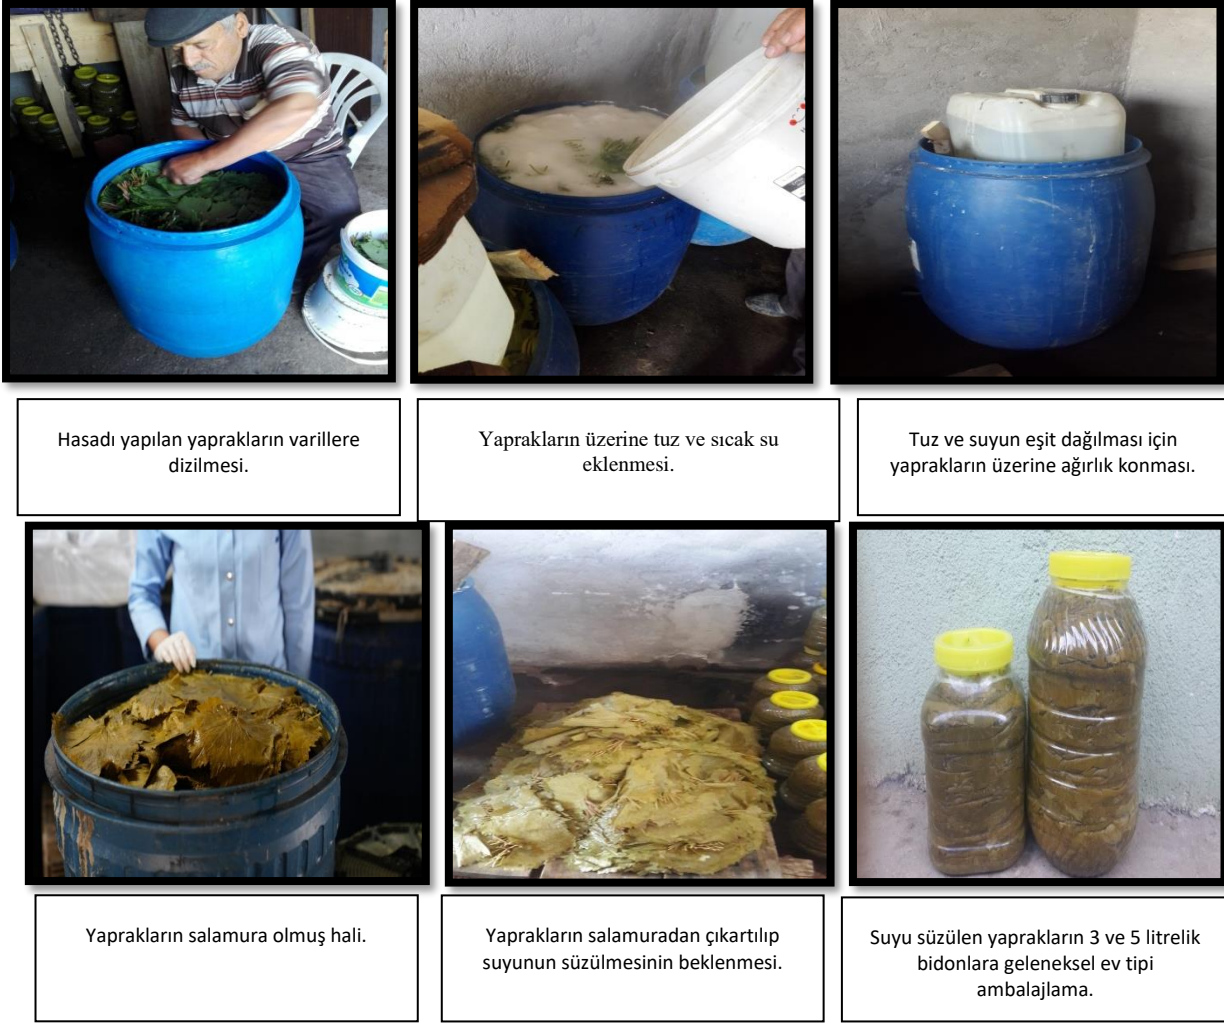 Hasadı yapılan yaprakların varillere
dizilmesi.
Yaprakların üzerine tuz ve sıcak su
eklenmesi.
Tuz ve suyun eşit dağılması için
yaprakların üzerine ağırlık konması.
Yaprakların salamura olmuş hali.
Yaprakların salamuradan çıkartılıp
suyunun süzülmesinin beklenmesi.
Suyu süzülen yaprakların 3 ve 5 litrelik
bidonlara geleneksel ev tipi
ambalajlama.